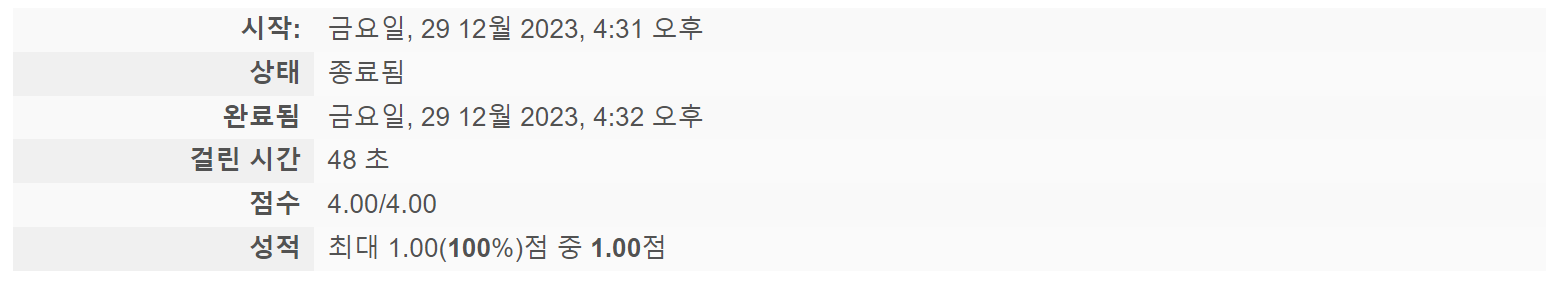 시작: 금요일, 29 12월 2023, 4:31 오후
상태 종료됨
완료됨 금요일, 29 12월 2023, 4:32 오후
걸린 시간 48 초
점수 4.00/4.00
성적 최대 1.00(100%)점 중 1.00점